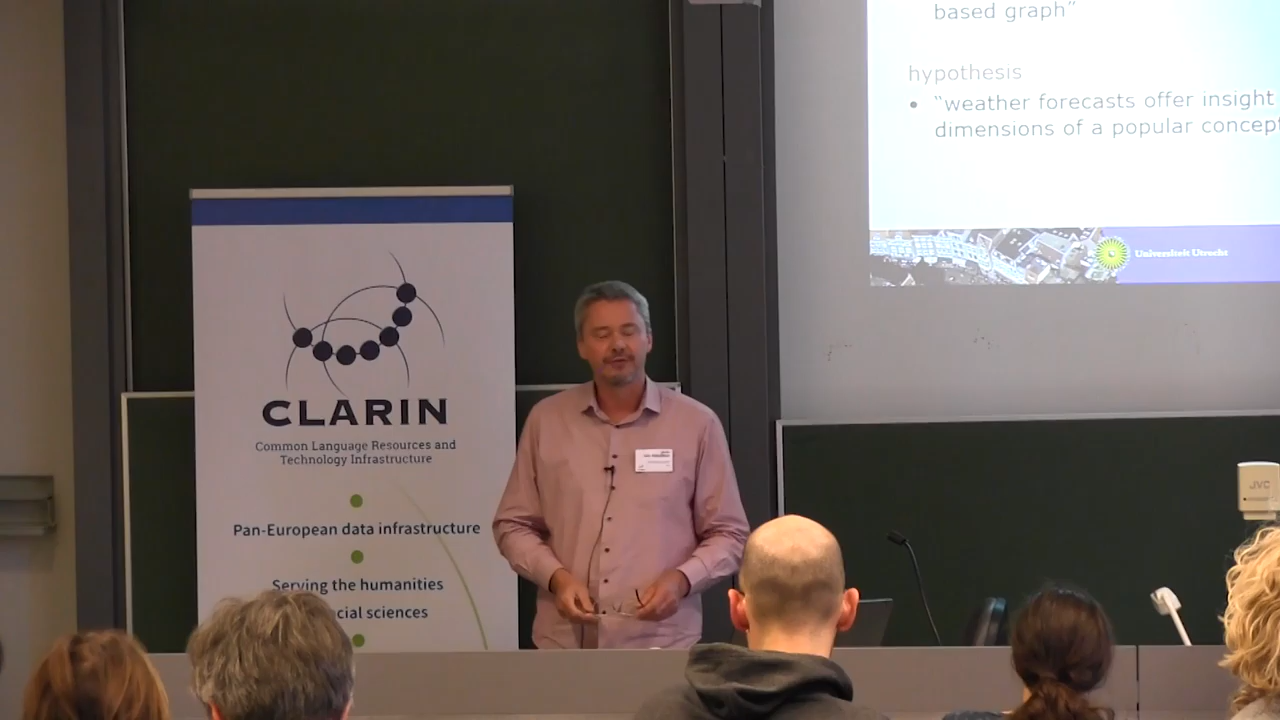 based graph”
hypothesis
• “weather forecasts offer insight
dimensions of a popular concept
Universiteit Utrecht
CLARIN
Common Language Resources and
Technology Infrastructure
Pan-European data infrastructure
Serving the humanities
cial sciences
JVC